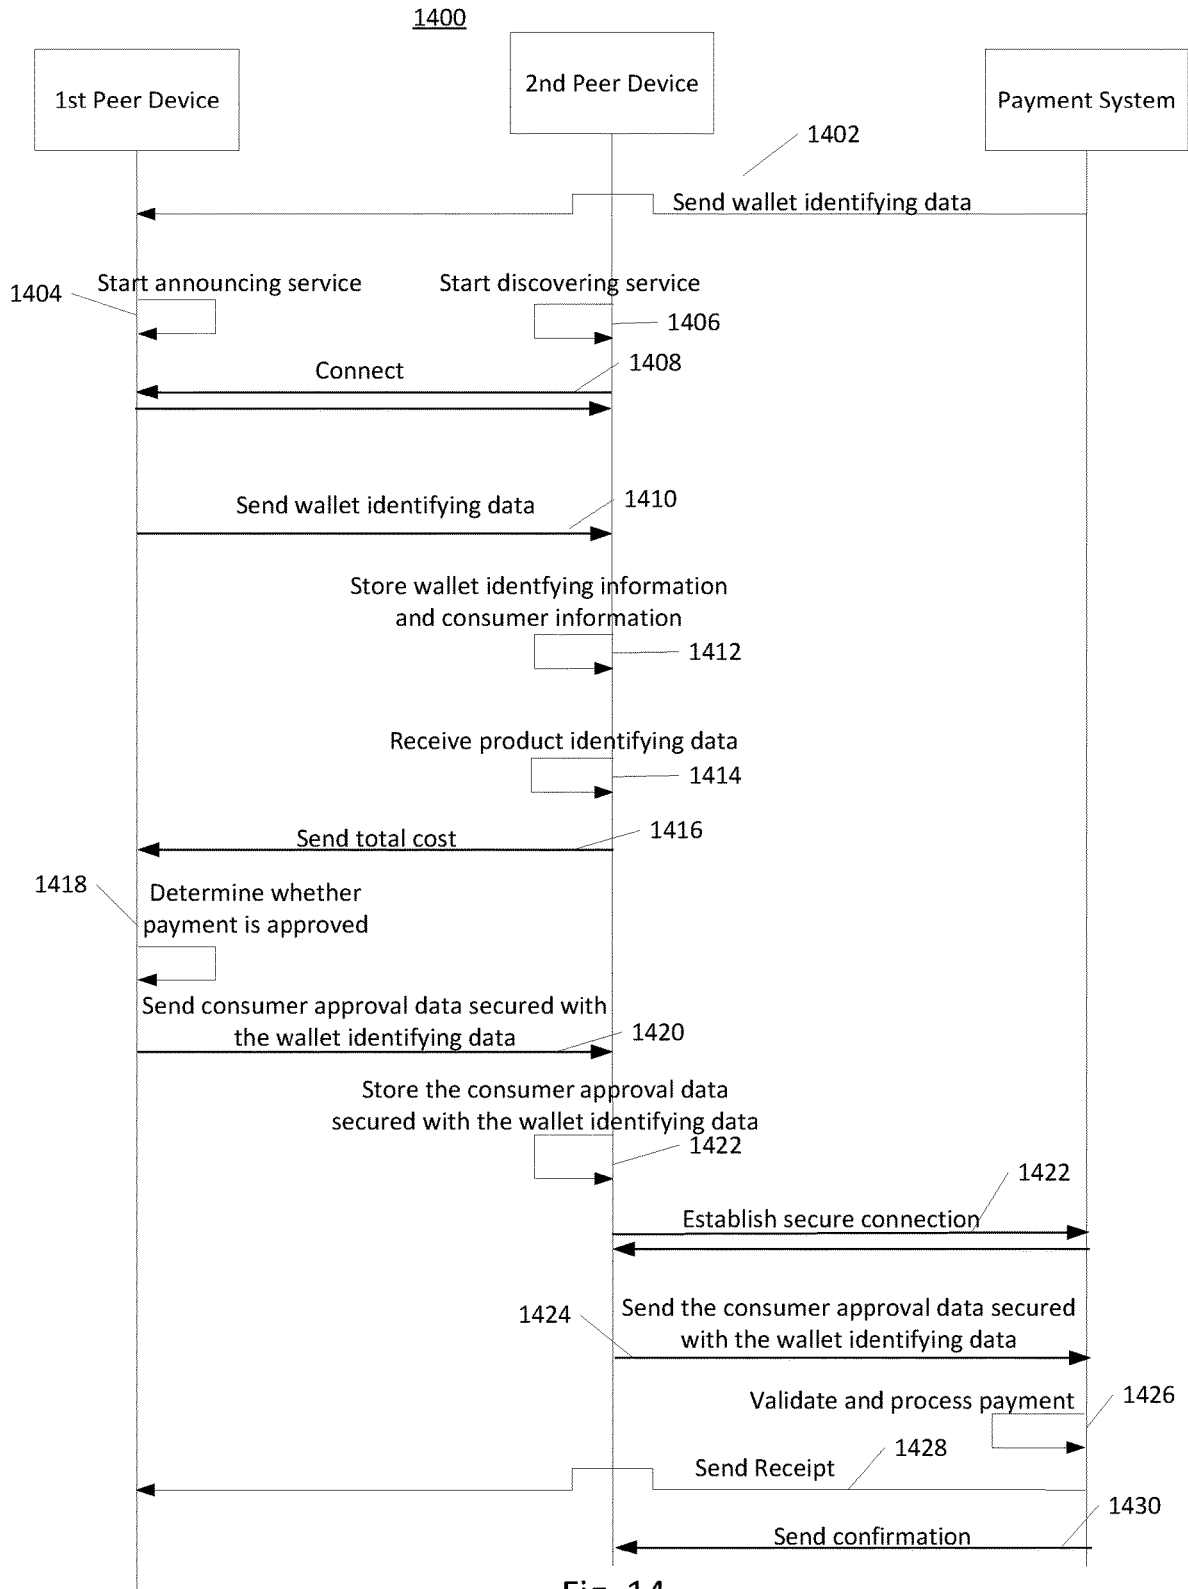 1400
1st Peer Device
2nd Peer Device
Payment System
1402
Send wallet identifying data
Start announcing service
1404
Start discovering service
1406
Connect
1408
Send wallet identifying data
1410
Store wallet identfying information
and consumer information
1412
Receive product identifying data
1414
Send total cost
1416
1418
Determine whether
payment is approved
Send consumer approval data secured with
the wallet identifying data
1420
Store the consumer approval data
secured with the wallet identifying data
1422
1422
Establish secure connection
1424
Send the consumer approval data secured
with the wallet identifying data
Validate and process payment
1426
1428
Send Receipt
1430
Send confirmation
Fig. 14